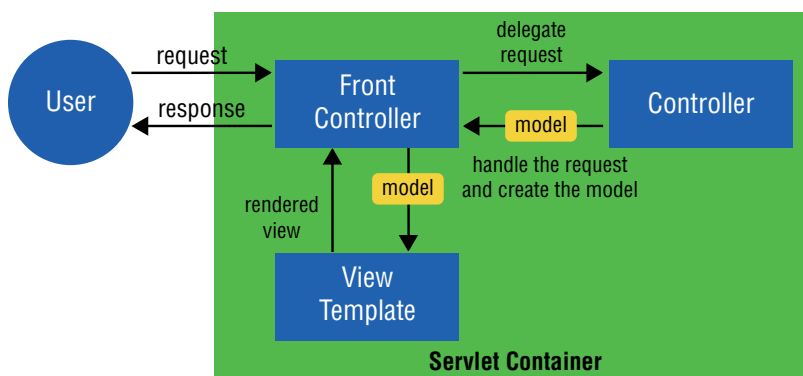 User
request
response
Front
Controller
delegate
request
Controller
model
handle the request
and create the model
model
rendered
view
View
Template
Servlet Container